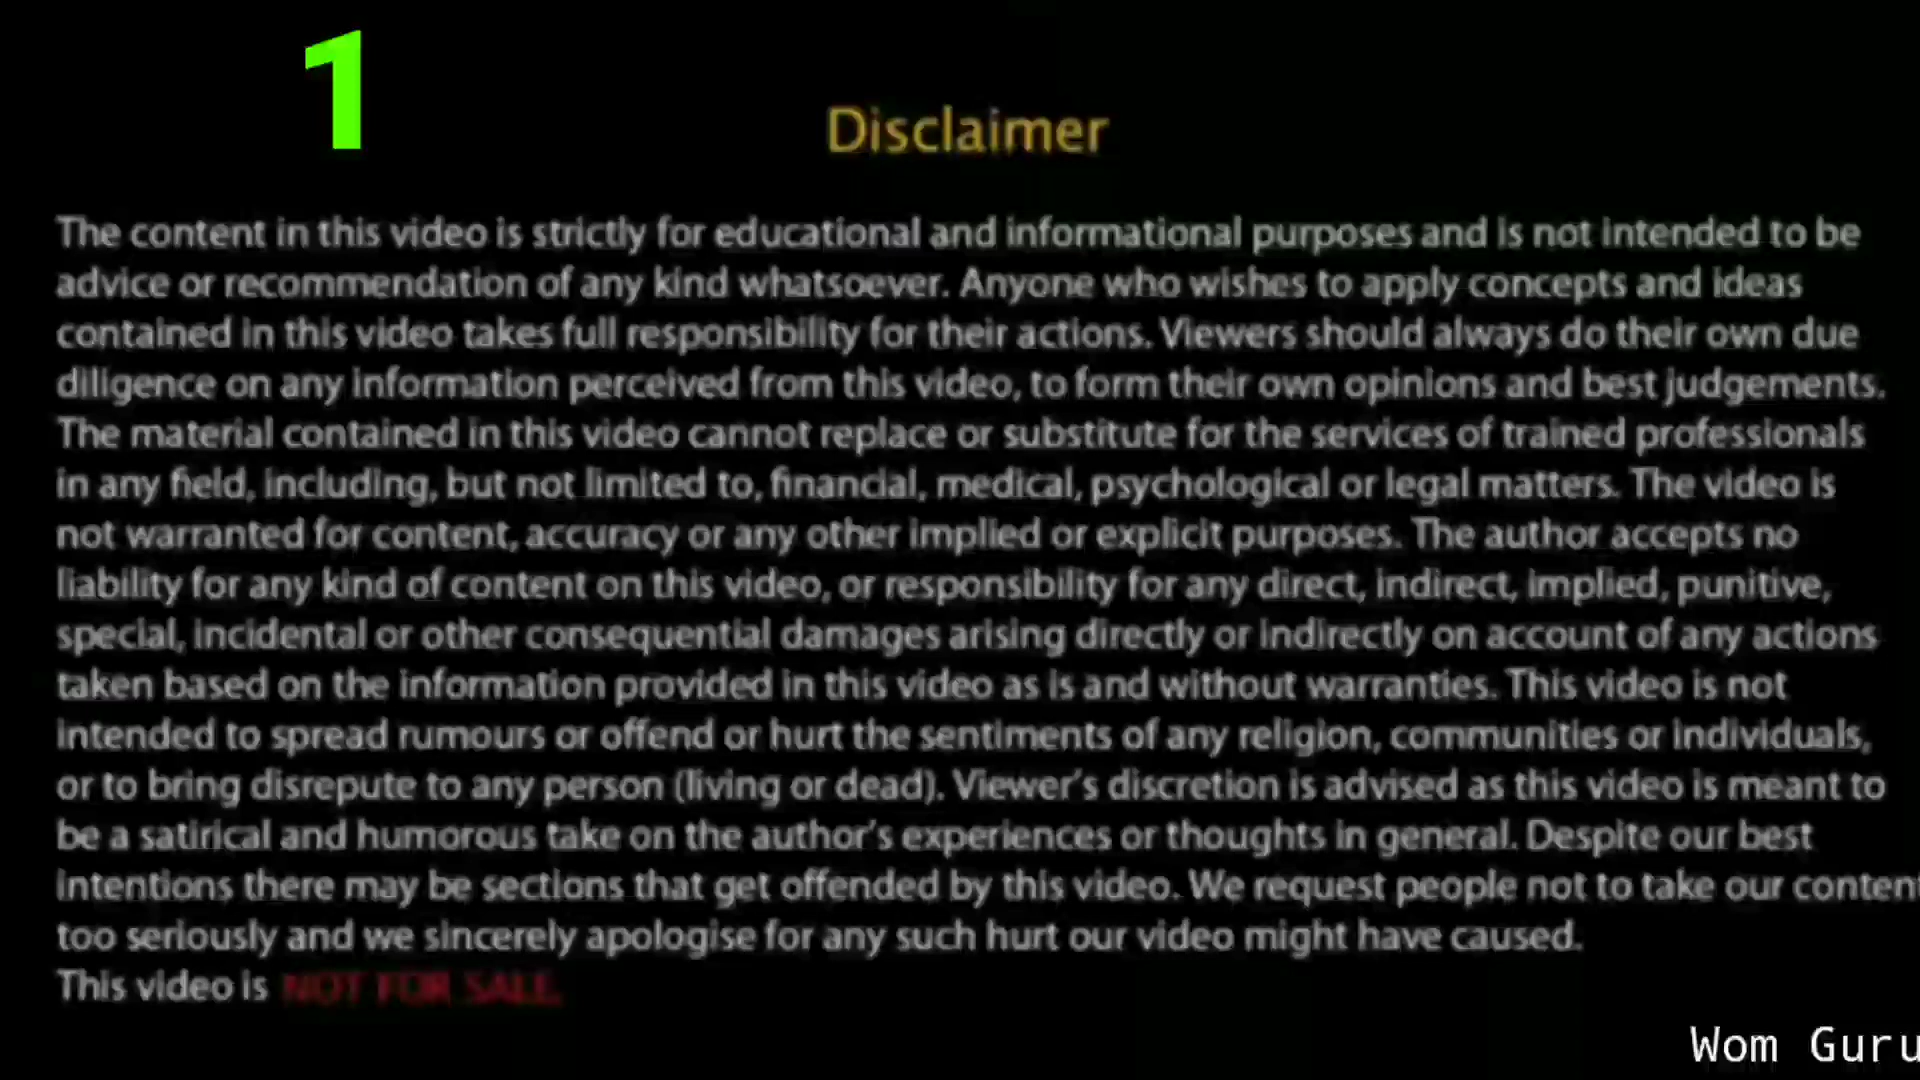 1
Disclaimer
The content in this video is strictly for educational and informational purposes and is not intended to be
advice or recommendation of any kind whatsoever. Anyone who wishes to apply concepts and ideas
contained in this video takes full responsibility for their actions. Viewers should always do their own due
diligence on any information perceived from this video, to form their own opinions and best judgements.
The material contained in this video cannot replace or substitute for the services of trained professionals
in any field, including, but not limited to, financial, medical, psychological or legal matters. The video is
not warranted for content, accuracy or any other implied or explicit purposes. The author accepts no
liability for any kind of content on this video, or responsibility for any direct, indirect, implied, punitive,
special, incidental or other consequential damages arising directly or indirectly on account of any actions
taken based on the information provided in this video as is and without warranties. This video is not
intended to spread rumours or offend or hurt the sentiments of any religion, communities or individuals,
or to bring disrepute to any person (living or dead). Viewer's discretion is advised as this video is meant to
be a satirical and humorous take on the author's experiences or thoughts in general. Despite our best
intentions there may be sections that get offended by this video. We request people not to take our content
too seriously and we sincerely apologise for any such hurt our video might have caused.
This video is NOT FOR SALE.
Wom Guru